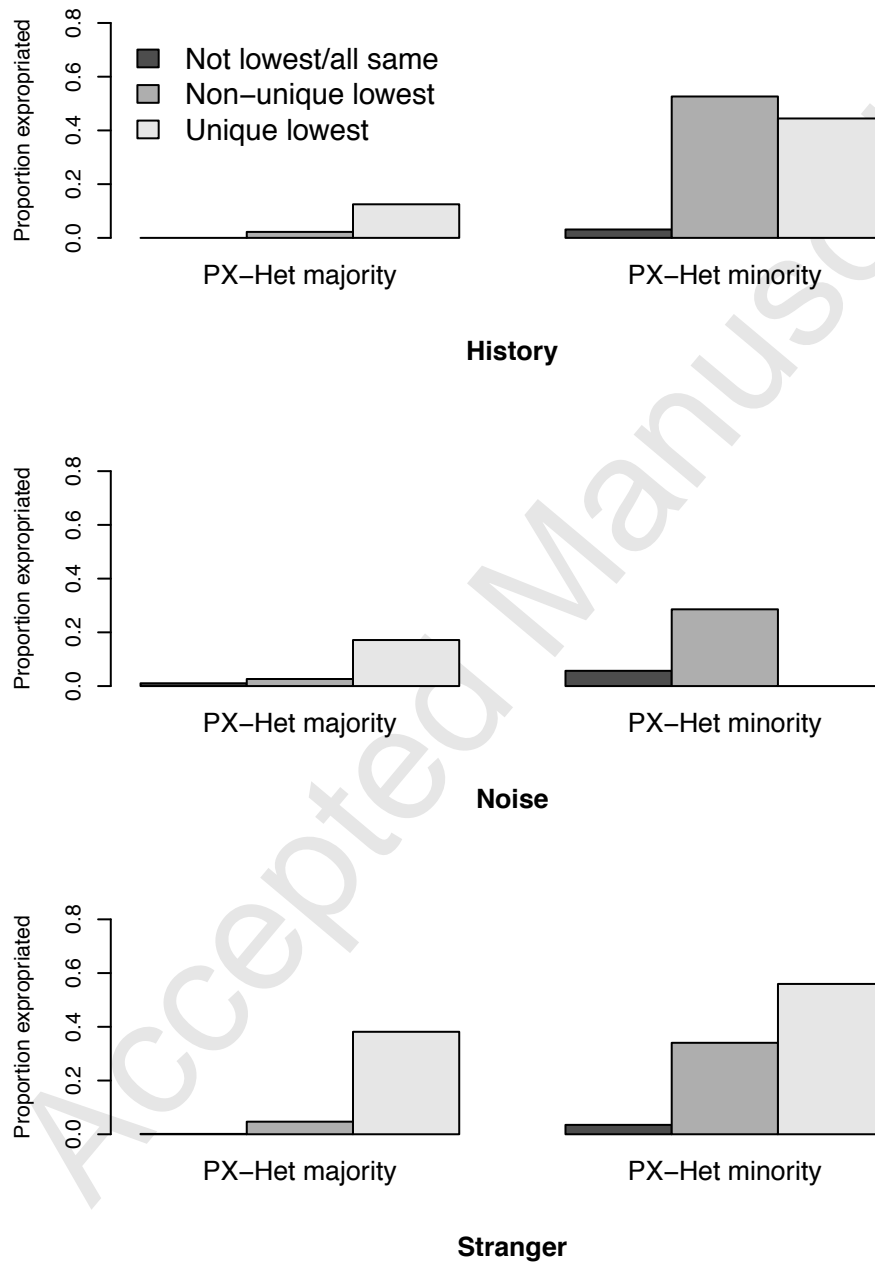 Proportion expropriated
0.0 0.2 0.4 0.6 0.8
Not lowest/all same
Non−unique lowest
Unique lowest
PX−Het majority PX−Het minority
History
Proportion expropriated
0.0 0.2 0.4 0.6 0.8
PX−Het majority PX−Het minority
Noise
Proportion expropriated
0.0 0.2 0.4 0.6 0.8
PX−Het majority PX−Het minority
Stranger
Accepted Manusc